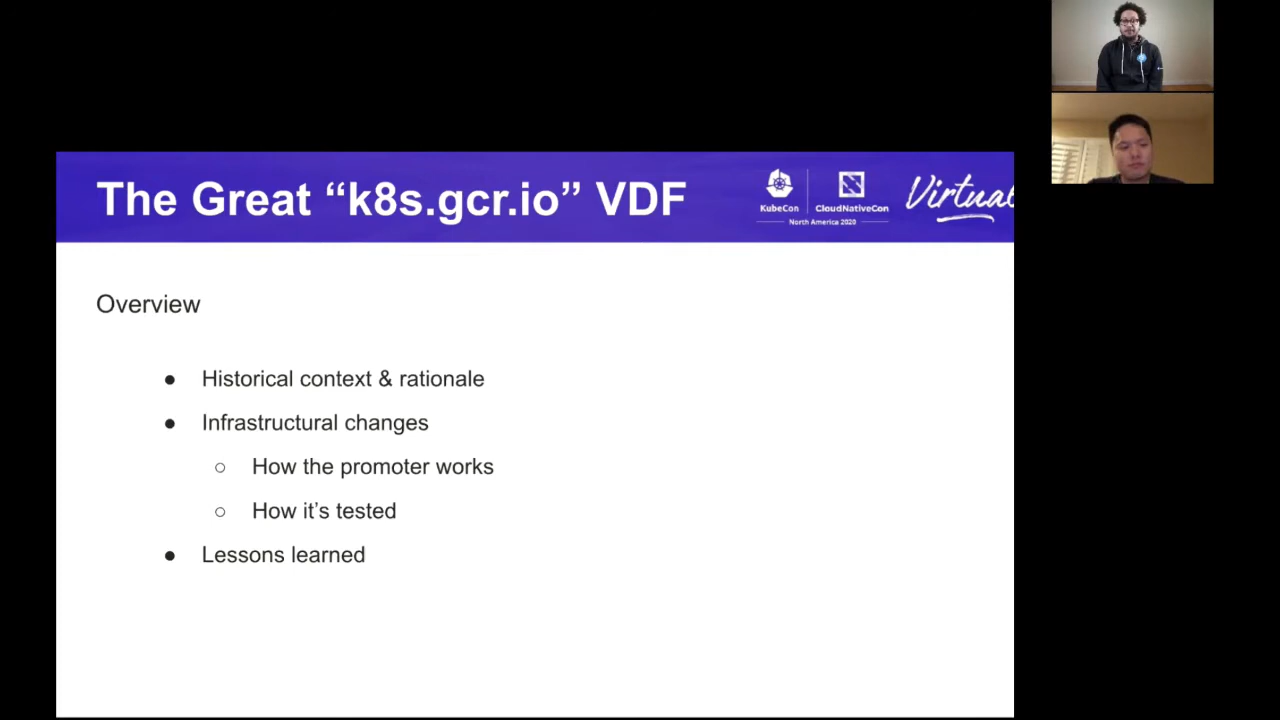 The Great “k8s.gcr.io” VDF
KubeCon
CloudNativeCon
North America 2020
Virtual
Overview
● Historical context & rationale
● Infrastructural changes
○ How the promoter works
○ How it’s tested
● Lessons learned